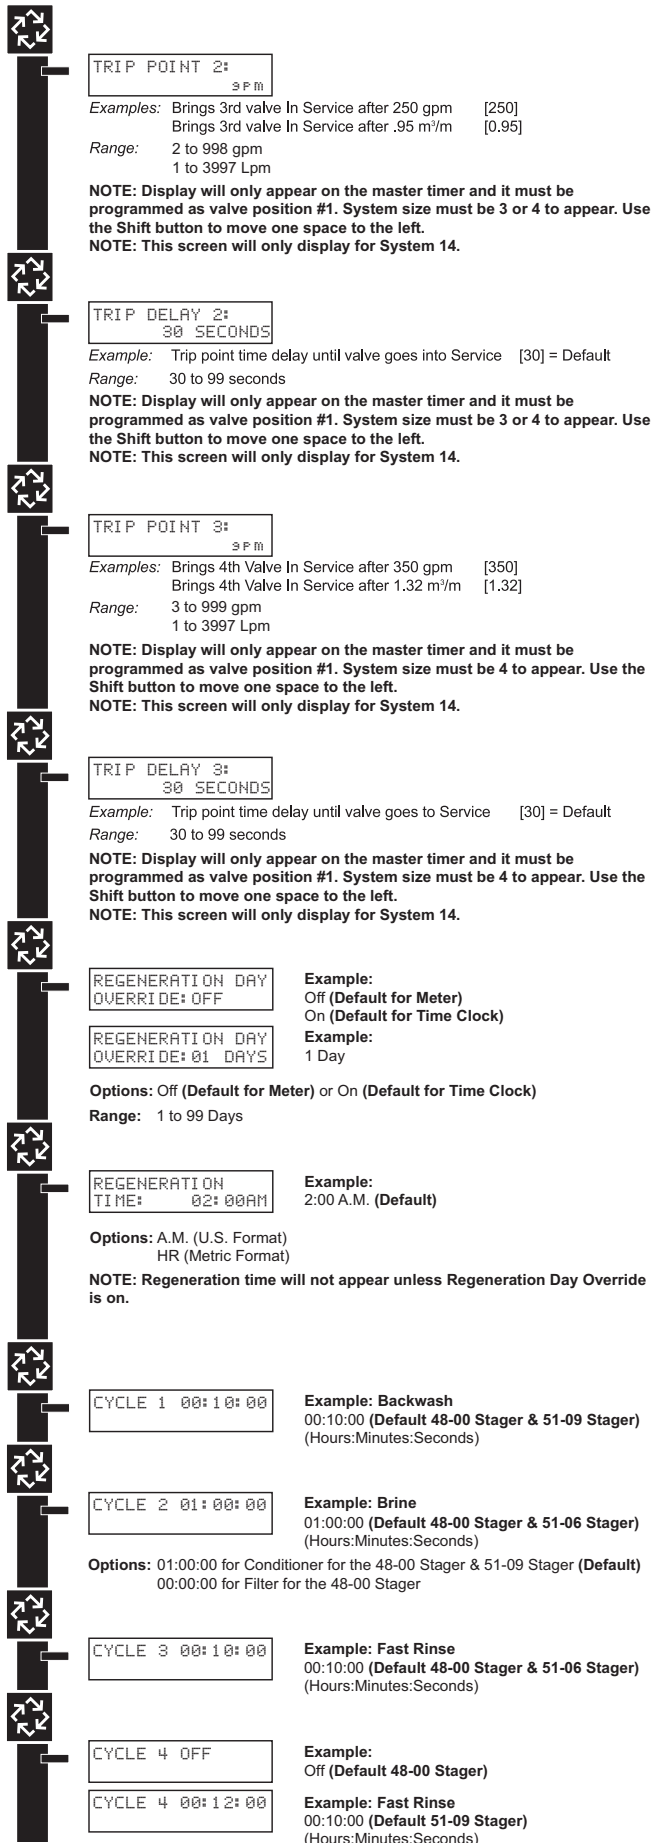 TRIP POINT 2:
gpm
Examples: Brings 3rd valve In Service after 250 gpm [250]
Brings 3rd valve In Service after .95 m³/m [0.95]
Range: 2 to 998 gpm
1 to 3997 Lpm
NOTE: Display will only appear on the master timer and it must be
programmed as valve position #1. System size must be 3 or 4 to appear. Use
the Shift button to move one space to the left.
NOTE: This screen will only display for System 14.
TRIP DELAY 2:
30 SECONDS
Example: Trip point time delay until valve goes into Service [30] = Default
Range: 30 to 99 seconds
NOTE: Display will only appear on the master timer and it must be
programmed as valve position #1. System size must be 3 or 4 to appear. Use
the Shift button to move one space to the left.
NOTE: This screen will only display for System 14.
TRIP POINT 3:
gpm
Examples: Brings 4th Valve In Service after 350 gpm [350]
Brings 4th Valve In Service after 1.32 m³/m [1.32]
Range: 3 to 999 gpm
1 to 3997 Lpm
NOTE: Display will only appear on the master timer and it must be
programmed as valve position #1. System size must be 4 to appear. Use the
Shift button to move one space to the left.
NOTE: This screen will only display for System 14.
TRIP DELAY 3:
30 SECONDS
Example: Trip point time delay until valve goes to Service [30] = Default
Range: 30 to 99 seconds
NOTE: Display will only appear on the master timer and it must be
programmed as valve position #1. System size must be 4 to appear. Use the
Shift button to move one space to the left.
NOTE: This screen will only display for System 14.
REGENERATION DAY
OVERRIDE:OFF
Example:
Off (Default for Meter)
On (Default for Time Clock)
REGENERATION DAY
OVERRIDE:01 DAYS
Example:
1 Day
Options: Off (Default for Meter) or On (Default for Time Clock)
Range: 1 to 99 Days
REGENERATION
TIME: 02:00AM
Example:
2:00 A.M. (Default)
Options: A.M. (U.S. Format)
HR (Metric Format)
NOTE: Regeneration time will not appear unless Regeneration Day Override
is on.
CYCLE 1 00:10:00
Example: Backwash
00:10:00 (Default 48-00 Stager & 51-09 Stager)
(Hours:Minutes:Seconds)
CYCLE 2 01:00:00
Example: Brine
01:00:00 (Default 48-00 Stager & 51-06 Stager)
(Hours:Minutes:Seconds)
Options: 01:00:00 for Conditioner for the 48-00 Stager & 51-09 Stager (Default)
00:00:00 for Filter for the 48-00 Stager
CYCLE 3 00:10:00
Example: Fast Rinse
00:10:00 (Default 48-00 Stager & 51-06 Stager)
(Hours:Minutes:Seconds)
CYCLE 4 OFF
Example:
Off (Default 48-00 Stager)
CYCLE 4 00:12:00
Example: Fast Rinse
00:10:00 (Default 51-09 Stager)
(Hours:Minutes:Seconds)